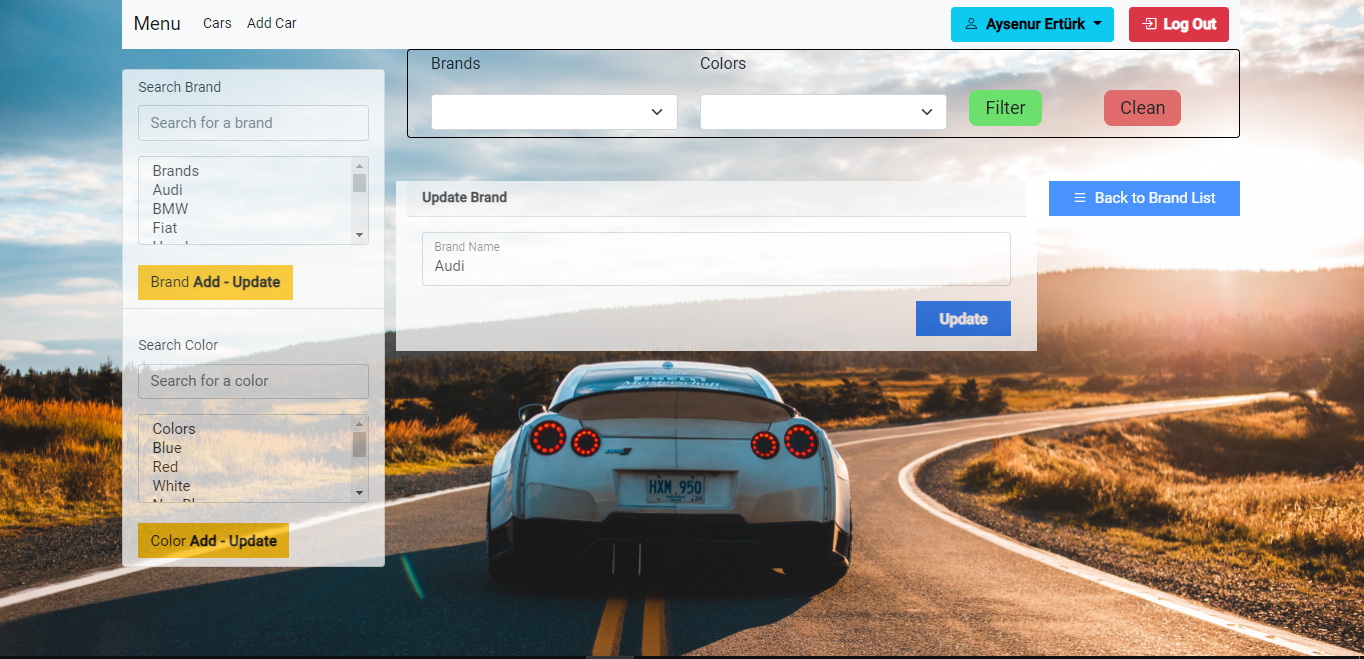 Menu Cars Add Car Aysenur Ertürk Log Out
Brands Colors
Filter Clean
Search Brand
Search for a brand
Brands
Audi
BMW
Fiat
Brand Add - Update
Update Brand
Back to Brand List
Brand Name
Audi
Update
Search Color
Search for a color
Colors
Blue
Red
White
Color Add - Update
HXM 950